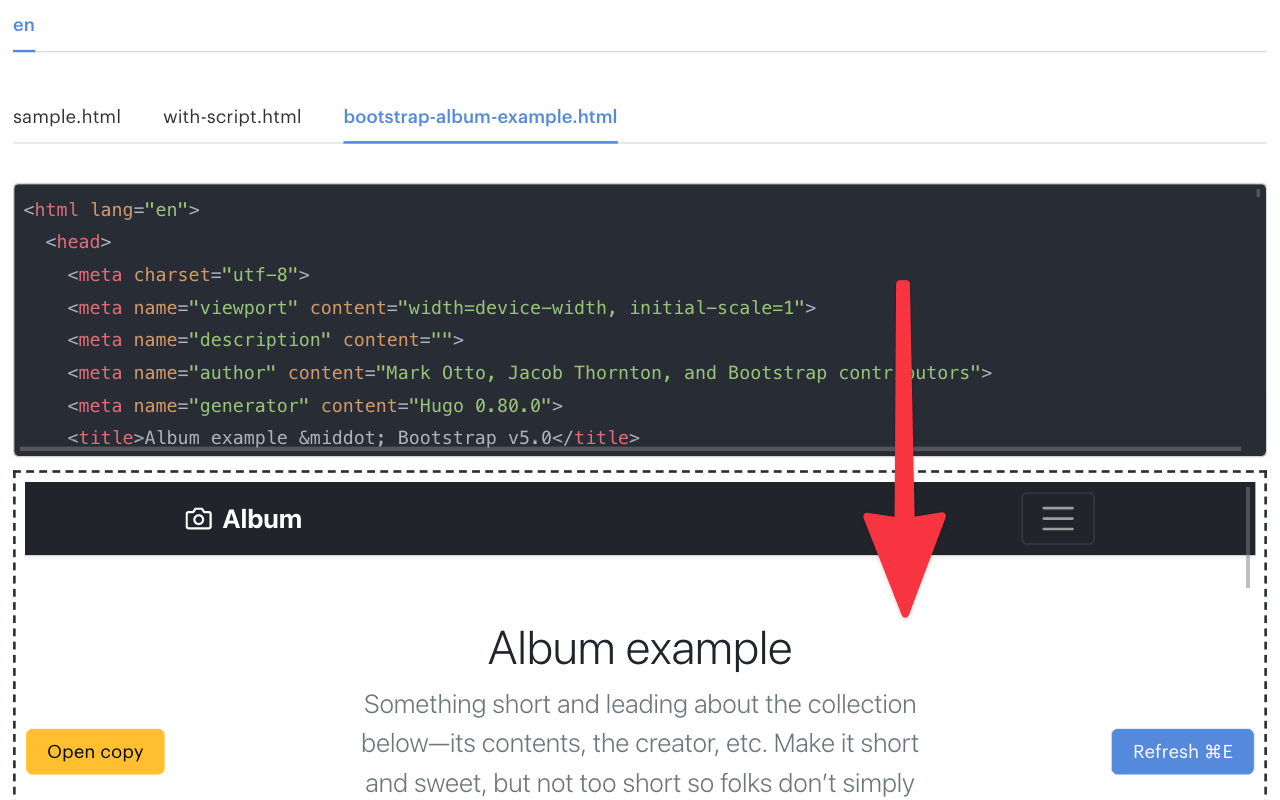 en
sample.html with-script.html bootstrap-album-example.html
<html lang="en">
<head>
<meta charset="utf-8">
<meta name="viewport" content="width=device-width, initial-scale=1">
<meta name="description" content="">
<meta name="author" content="Mark Otto, Jacob Thornton, and Bootstrap contributors">
<meta name="generator" content="Hugo 0.80.0">
<title>Album example &middot; Bootstrap v5.0</title>
Album
Album example
Something short and leading about the collection
below—its contents, the creator, etc. Make it short
and sweet, but not too short so folks don’t simply
Open copy
Refresh ⌘E